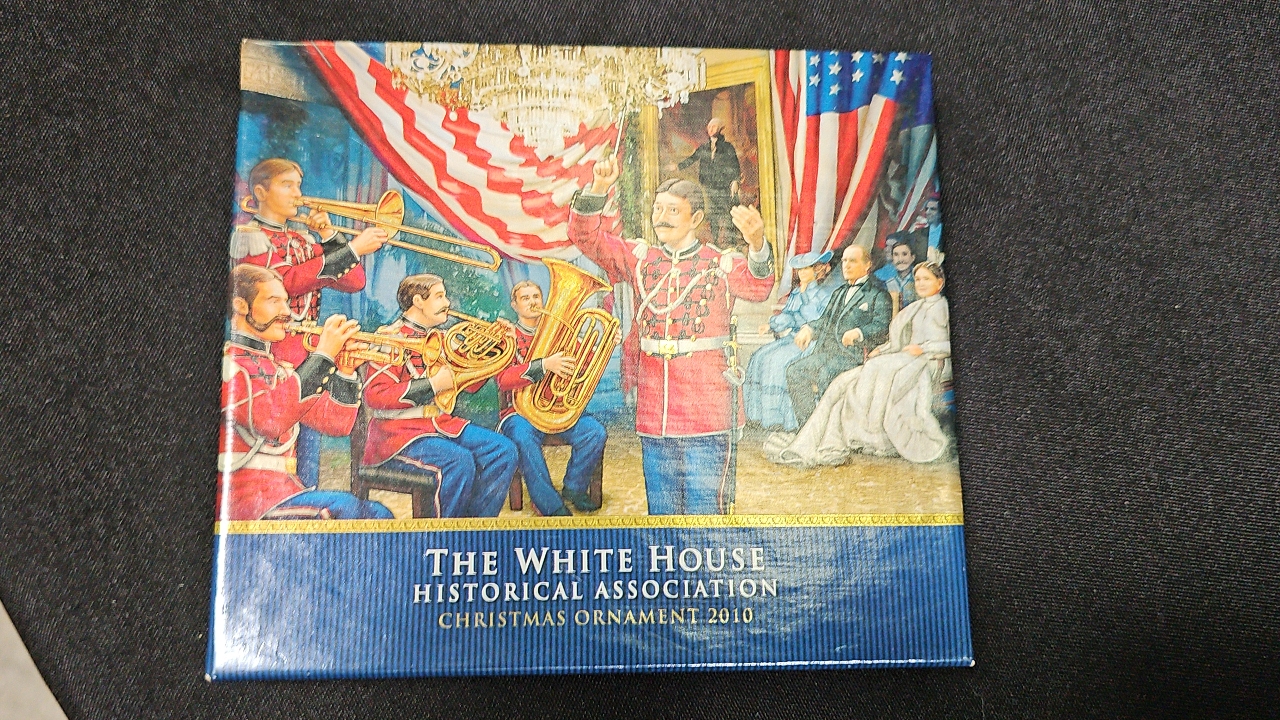 THE WHITE HOUSE
HISTORICAL ASSOCIATION
CHRISTMAS ORNAMENT 2010